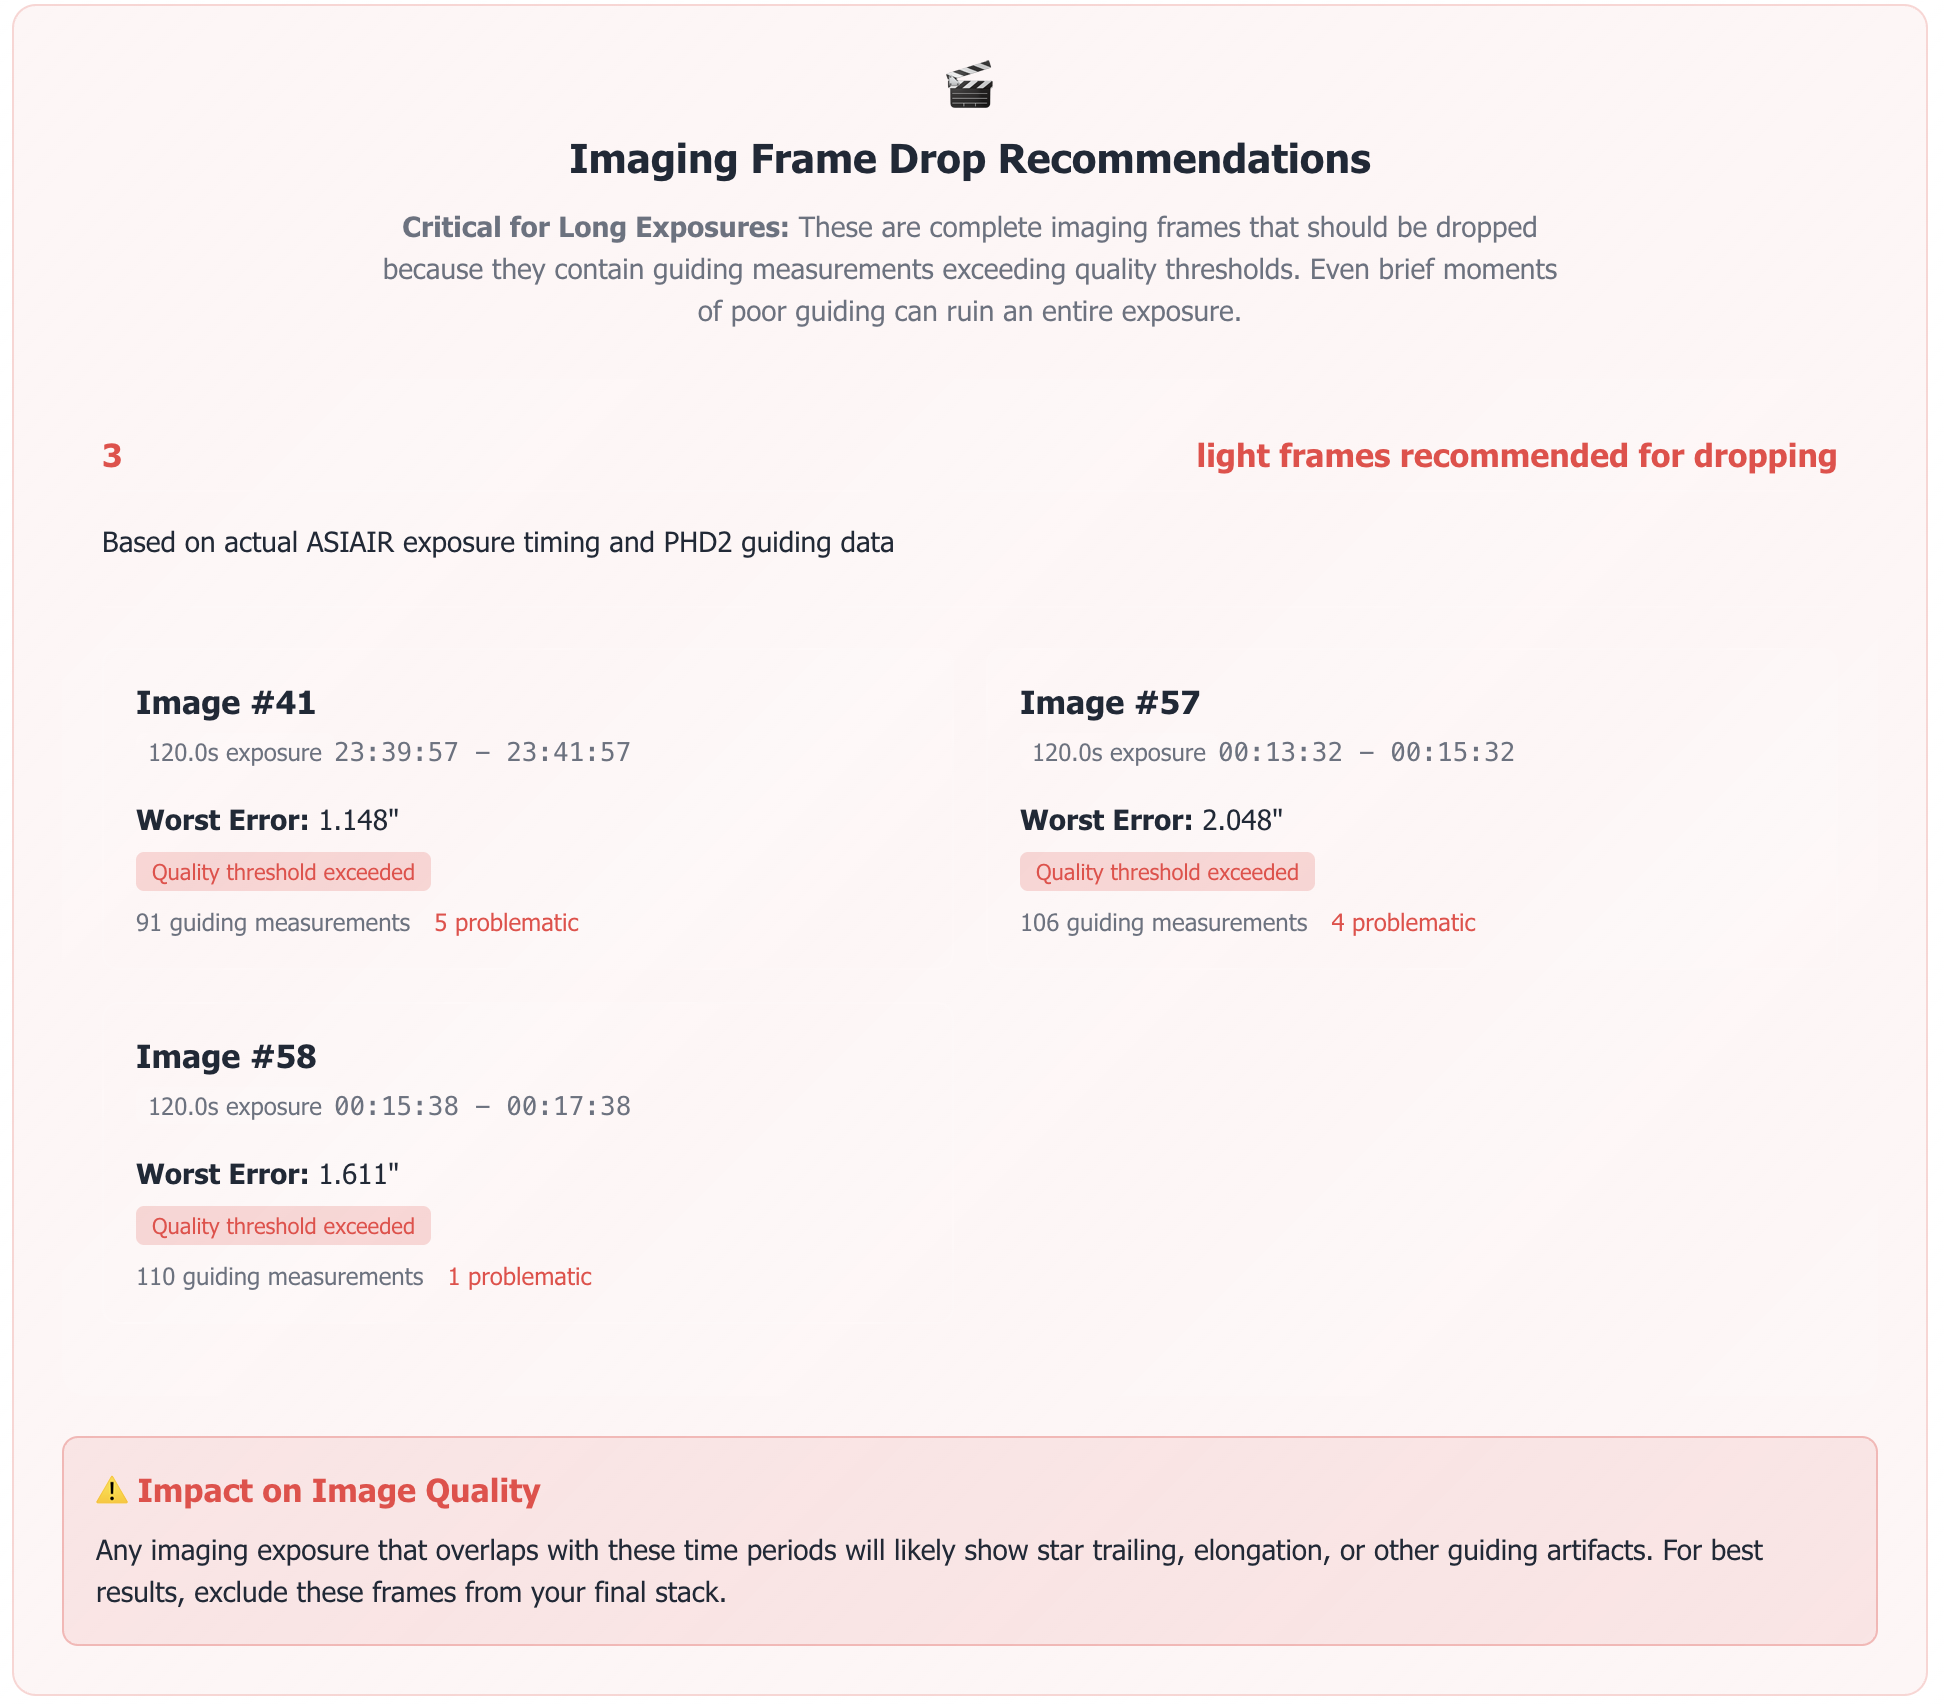 Imaging Frame Drop Recommendations
Critical for Long Exposures: These are complete imaging frames that should be dropped
because they contain guiding measurements exceeding quality thresholds. Even brief moments
of poor guiding can ruin an entire exposure.
3 light frames recommended for dropping
Based on actual ASIAIR exposure timing and PHD2 guiding data
Image #41
120.0s exposure 23:39:57 – 23:41:57
Worst Error: 1.148"
Quality threshold exceeded
91 guiding measurements 5 problematic
Image #57
120.0s exposure 00:13:32 – 00:15:32
Worst Error: 2.048"
Quality threshold exceeded
106 guiding measurements 4 problematic
Image #58
120.0s exposure 00:15:38 – 00:17:38
Worst Error: 1.611"
Quality threshold exceeded
110 guiding measurements 1 problematic
⚠️ Impact on Image Quality
Any imaging exposure that overlaps with these time periods will likely show star trailing, elongation, or other guiding artifacts. For best
results, exclude these frames from your final stack.